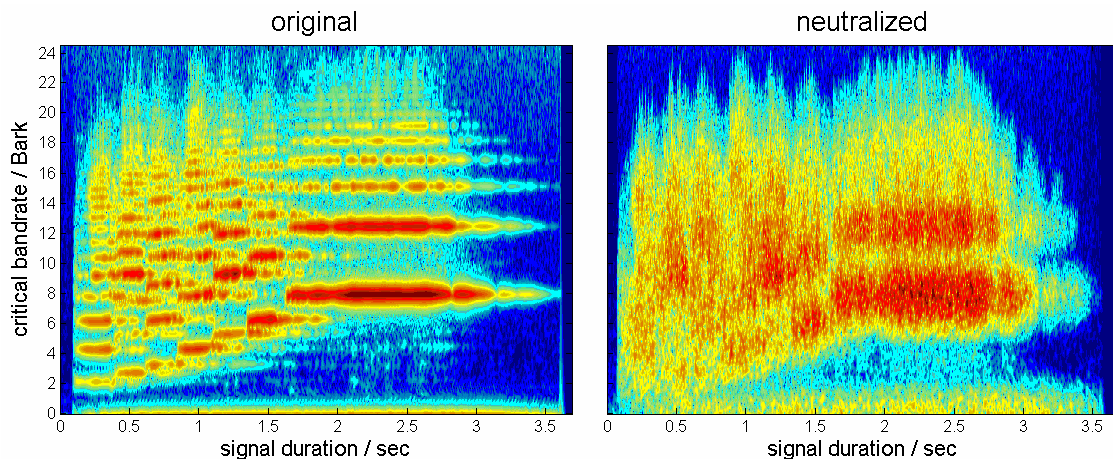 original
neutralized
critical bandrate / Bark
24
22
20
18
16
14
12
10
8
6
4
2
0
0 0.5 1 1.5 2 2.5 3 3.5
0 0.5 1 1.5 2 2.5 3 3.5
signal duration / sec
signal duration / sec